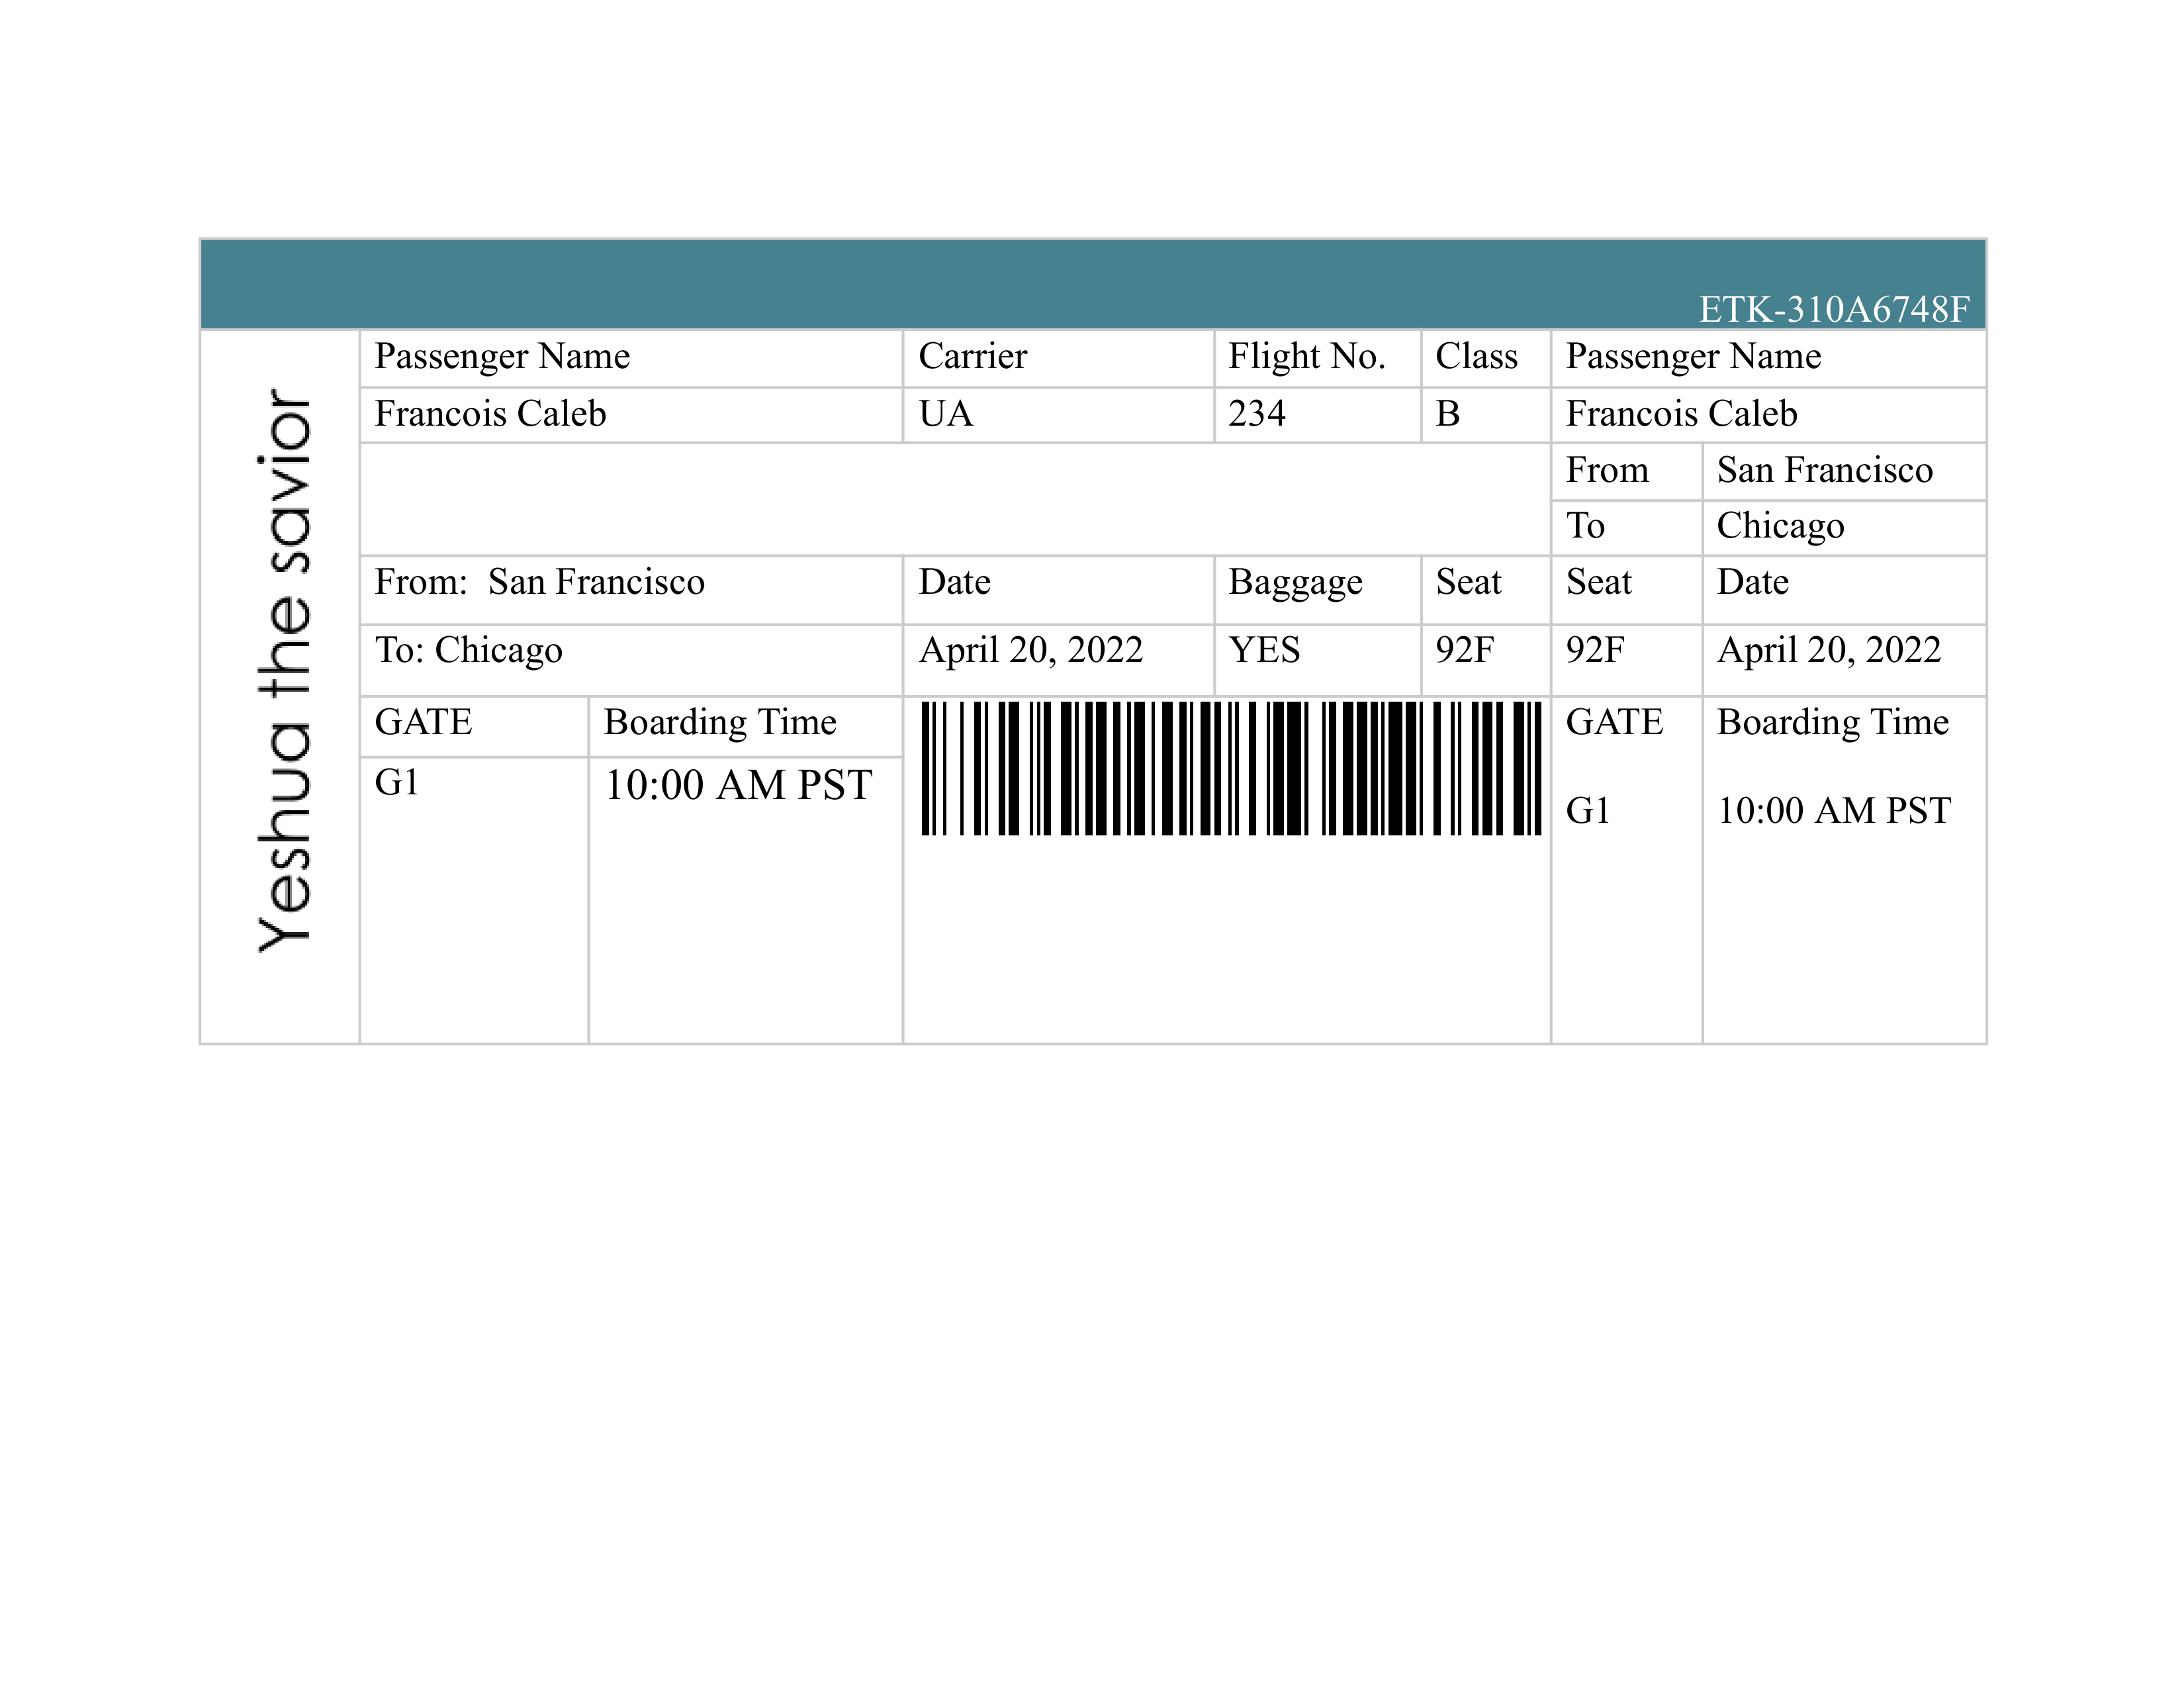 ETK-310A6748F
Yeshua the savior
Passenger Name Carrier Flight No. Class Passenger Name
Francois Caleb UA 234 B Francois Caleb
From San Francisco
To Chicago
From: San Francisco Date Baggage Seat Seat Date
To: Chicago April 20, 2022 YES 92F 92F April 20, 2022
GATE Boarding Time GATE Boarding Time
G1 10:00 AM PST G1 10:00 AM PST